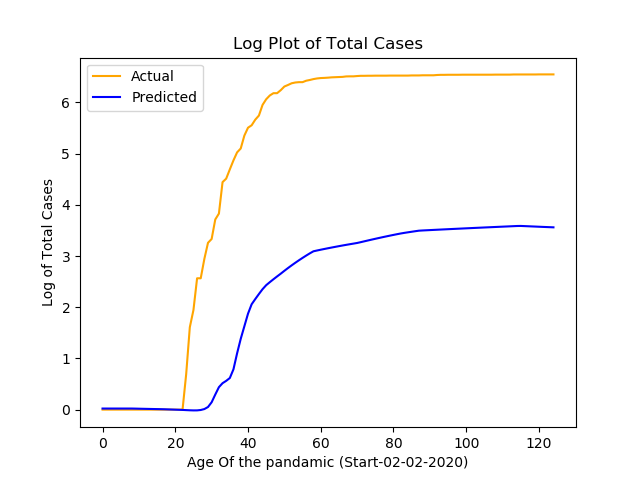 Log Plot of Total Cases
Actual
Predicted
Log of Total Cases
6
5
4
3
2
1
0
0 20 40 60 80 100 120
Age Of the pandamic (Start-02-02-2020)